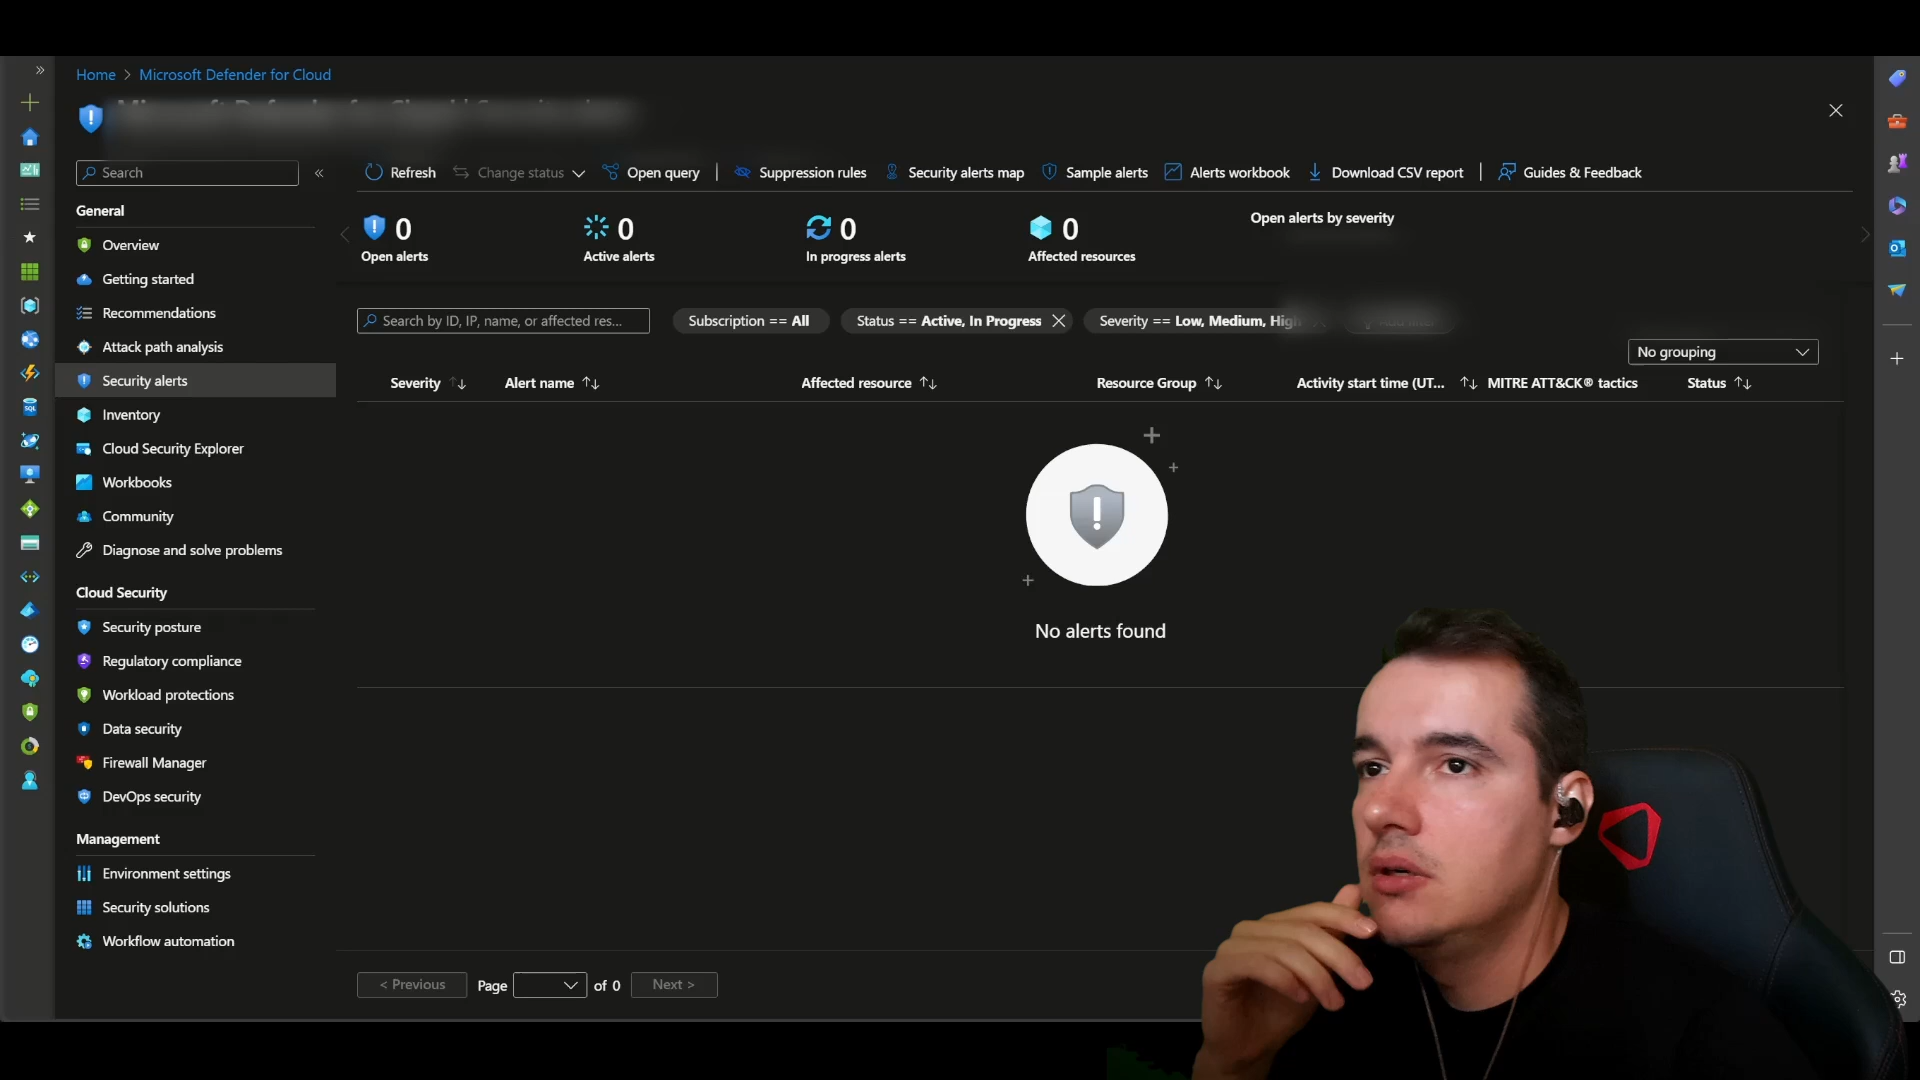 Home > Microsoft Defender for Cloud
Search
Refresh
Change status
Open query
Suppression rules
Security alerts map
Sample alerts
Alerts workbook
Download CSV report
Guides & Feedback
General
Overview
Getting started
Recommendations
Attack path analysis
Security alerts
Inventory
Cloud Security Explorer
Workbooks
Community
Diagnose and solve problems
Cloud Security
Security posture
Regulatory compliance
Workload protections
Data security
Firewall Manager
DevOps security
Management
Environment settings
Security solutions
Workflow automation
0
Open alerts
0
Active alerts
0
In progress alerts
0
Affected resources
Open alerts by severity
Search by ID, IP, name, or affected res...
Subscription == All
Status == Active, In Progress
Severity == Low, Medium, High
No grouping
Severity
Alert name
Affected resource
Resource Group
Activity start time (UT...
MITRE ATT&CK® tactics
Status
No alerts found
< Previous
Page
of 0
Next >